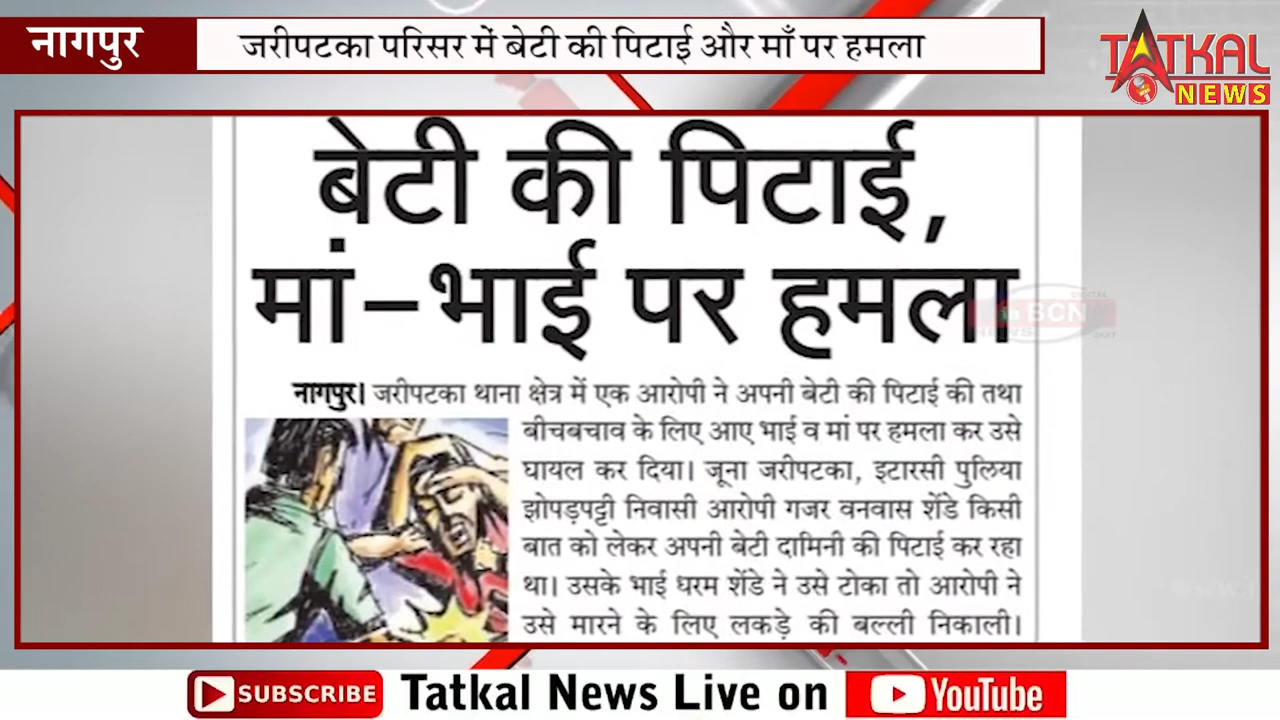 नागपुर
जरीपटका परिसर में बेटी की पिटाई और माँ पर हमला
TATKAL
NEWS
बेटी की पिटाई,
मां-भाई पर हमला
BCN
DIGITAL
नागपुर। जरीपटका थाना क्षेत्र में एक आरोपी ने अपनी बेटी की पिटाई की तथा
बीचबचाव के लिए आए भाई व मां पर हमला कर उसे
घायल कर दिया। जूना जरीपटका, इटारसी पुलिया
झोपड़पट्टी निवासी आरोपी गजर वनवास शेंडे किसी
बात को लेकर अपनी बेटी दामिनी की पिटाई कर रहा
था। उसके भाई धरम शेंडे ने उसे टोका तो आरोपी ने
उसे मारने के लिए लकड़े की बल्ली निकाली।
SUBSCRIBE
Tatkal News Live on
YouTube